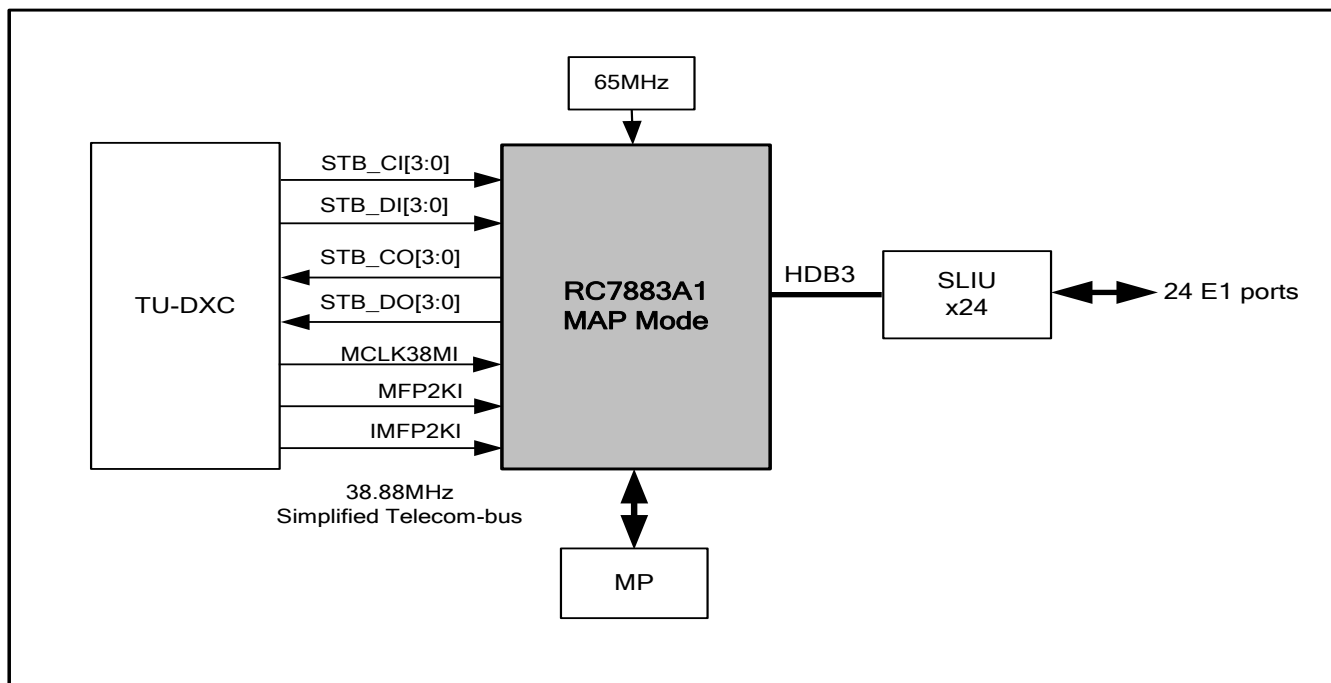 65MHz
STB_CI[3:0]
STB_DI[3:0]
STB_CO[3:0]
STB_DO[3:0]
MCLK38MI
MFP2KI
IMFP2KI
TU-DXC
RC7883A1
MAP Mode
HDB3
SLIU
x24
24 E1 ports
38.88MHz
Simplified Telecom-bus
MP